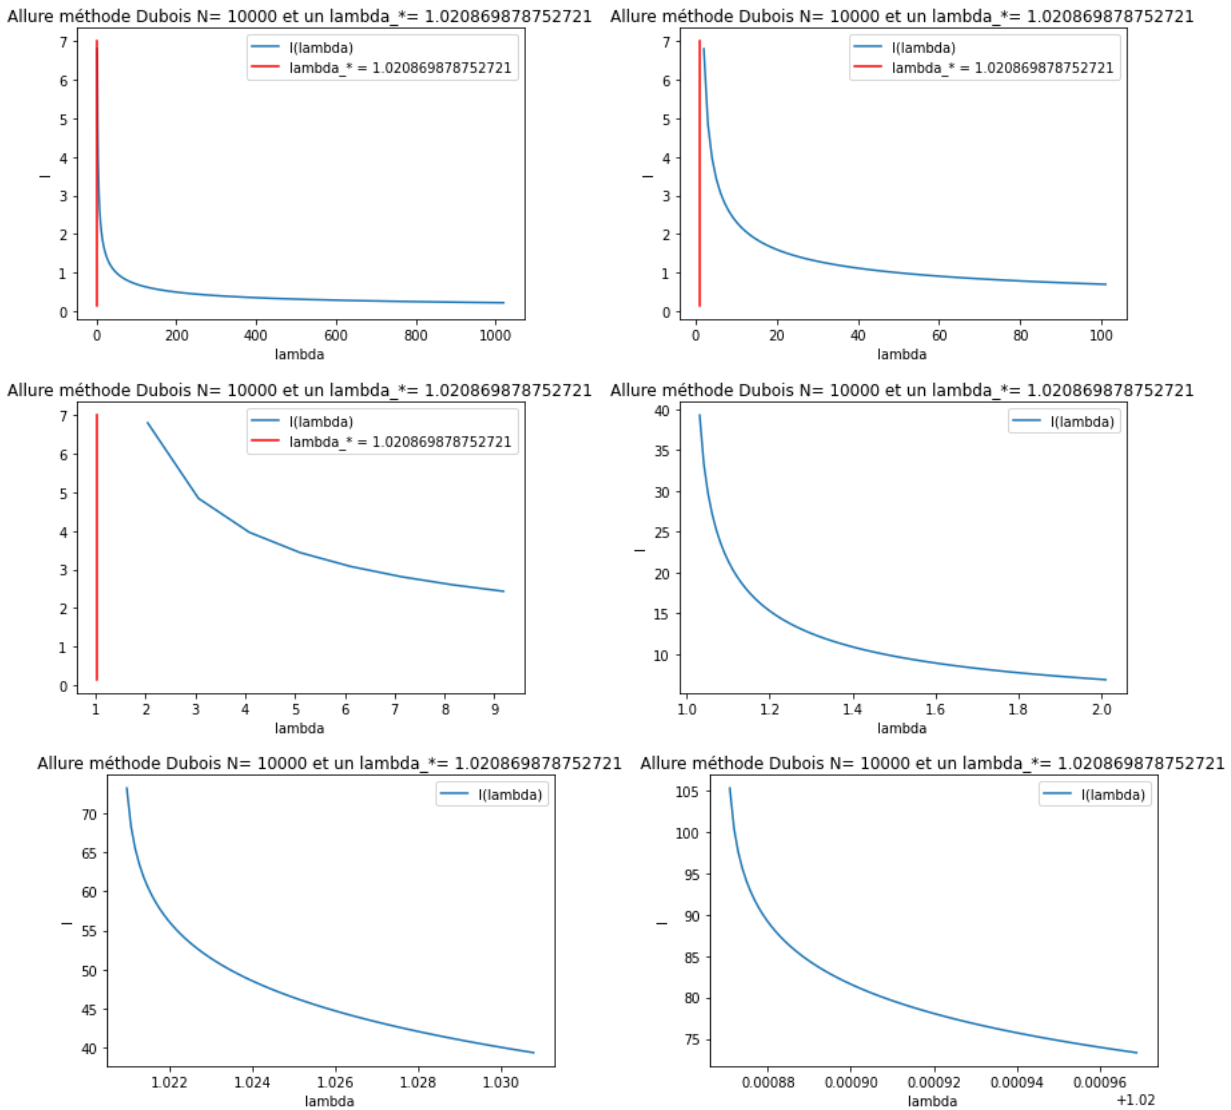 Allure méthode Dubois N= 10000 et un lambda_*= 1.020869878752721
7
6
5
4
3
2
1
0
I
I(lambda)
lambda_* = 1.020869878752721
0 200 400 600 800 1000
lambda
Allure méthode Dubois N= 10000 et un lambda_*= 1.020869878752721
7
6
5
4
3
2
1
0
I
I(lambda)
lambda_* = 1.020869878752721
0 20 40 60 80 100
lambda
Allure méthode Dubois N= 10000 et un lambda_*= 1.020869878752721
7
6
5
4
3
2
1
0
I
I(lambda)
lambda_* = 1.020869878752721
1 2 3 4 5 6 7 8 9
lambda
Allure méthode Dubois N= 10000 et un lambda_*= 1.020869878752721
40
35
30
25
20
15
10
I
I(lambda)
1.0 1.2 1.4 1.6 1.8 2.0
lambda
Allure méthode Dubois N= 10000 et un lambda_*= 1.020869878752721
70
65
60
55
50
45
40
I
I(lambda)
1.022 1.024 1.026 1.028 1.030
lambda
Allure méthode Dubois N= 10000 et un lambda_*= 1.020869878752721
105
100
95
90
85
80
75
I
I(lambda)
0.00088 0.00090 0.00092 0.00094 0.00096
lambda
+1.02